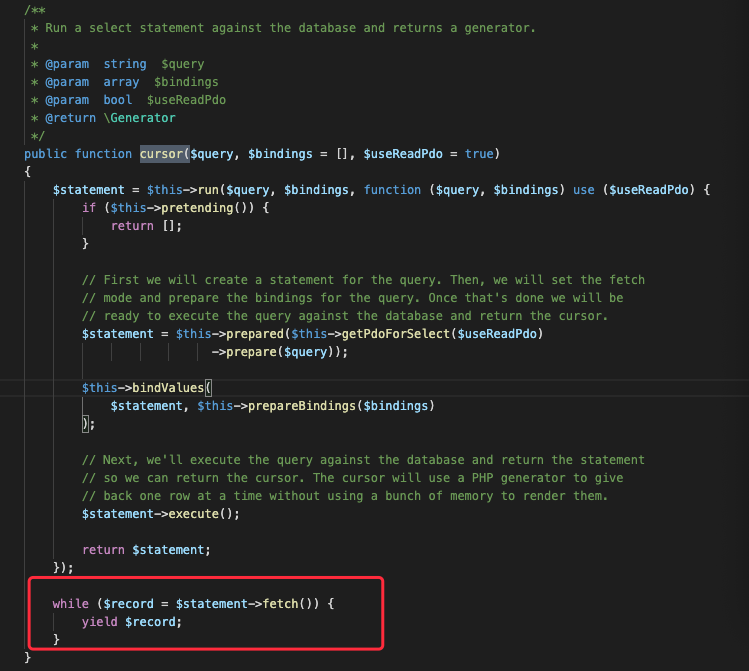 /**
 * Run a select statement against the database and returns a generator.
 *
 * @param  string  $query
 * @param  array  $bindings
 * @param  bool  $useReadPdo
 * @return \Generator
 */
public function cursor($query, $bindings = [], $useReadPdo = true)
{
    $statement = $this->run($query, $bindings, function ($query, $bindings) use ($useReadPdo) {
        if ($this->pretending()) {
            return [];
        }

        // First we will create a statement for the query. Then, we will set the fetch
        // mode and prepare the bindings for the query. Once that's done we will be
        // ready to execute the query against the database and return the cursor.
        $statement = $this->prepared($this->getPdoForSelect($useReadPdo)
                          ->prepare($query));

        $this->bindValues(
            $statement, $this->prepareBindings($bindings)
        );

        // Next, we'll execute the query against the database and return the statement
        // so we can return the cursor. The cursor will use a PHP generator to give
        // back one row at a time without using a bunch of memory to render them.
        $statement->execute();

        return $statement;
    });

    while ($record = $statement->fetch()) {
        yield $record;
    }
}